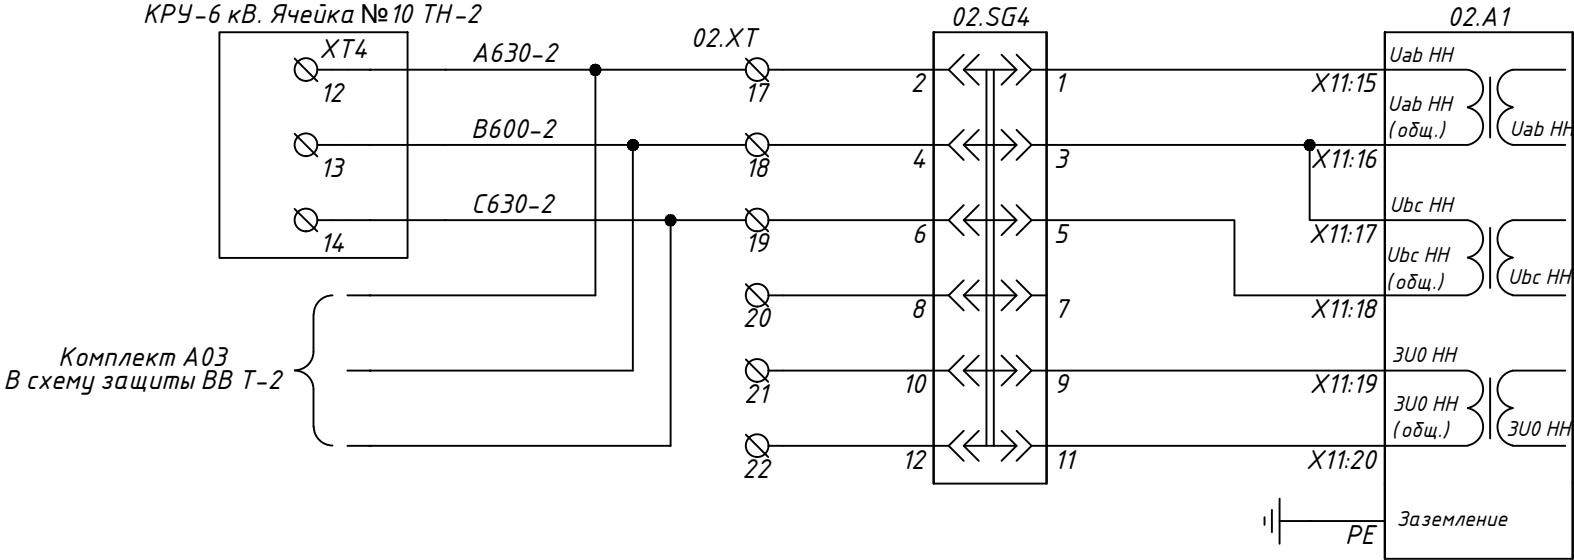 КРУ-6 кВ. Ячейка №10 ТН-2
02.SG4
02.A1
XT4
A630-2
02.XT
Uab НН
12
17
2
1
X11:15
Uab НН
(общ.)
Uab НН
B600-2
13
18
4
3
X11:16
C630-2
Ubc НН
14
19
6
5
X11:17
Ubc НН
(общ.)
Ubc НН
20
8
7
X11:18
Комплект А03
В схему защиты ВВ Т-2
3U0 НН
21
10
9
X11:19
3U0 НН
(общ.)
3U0 НН
22
12
11
X11:20
PE
Заземление